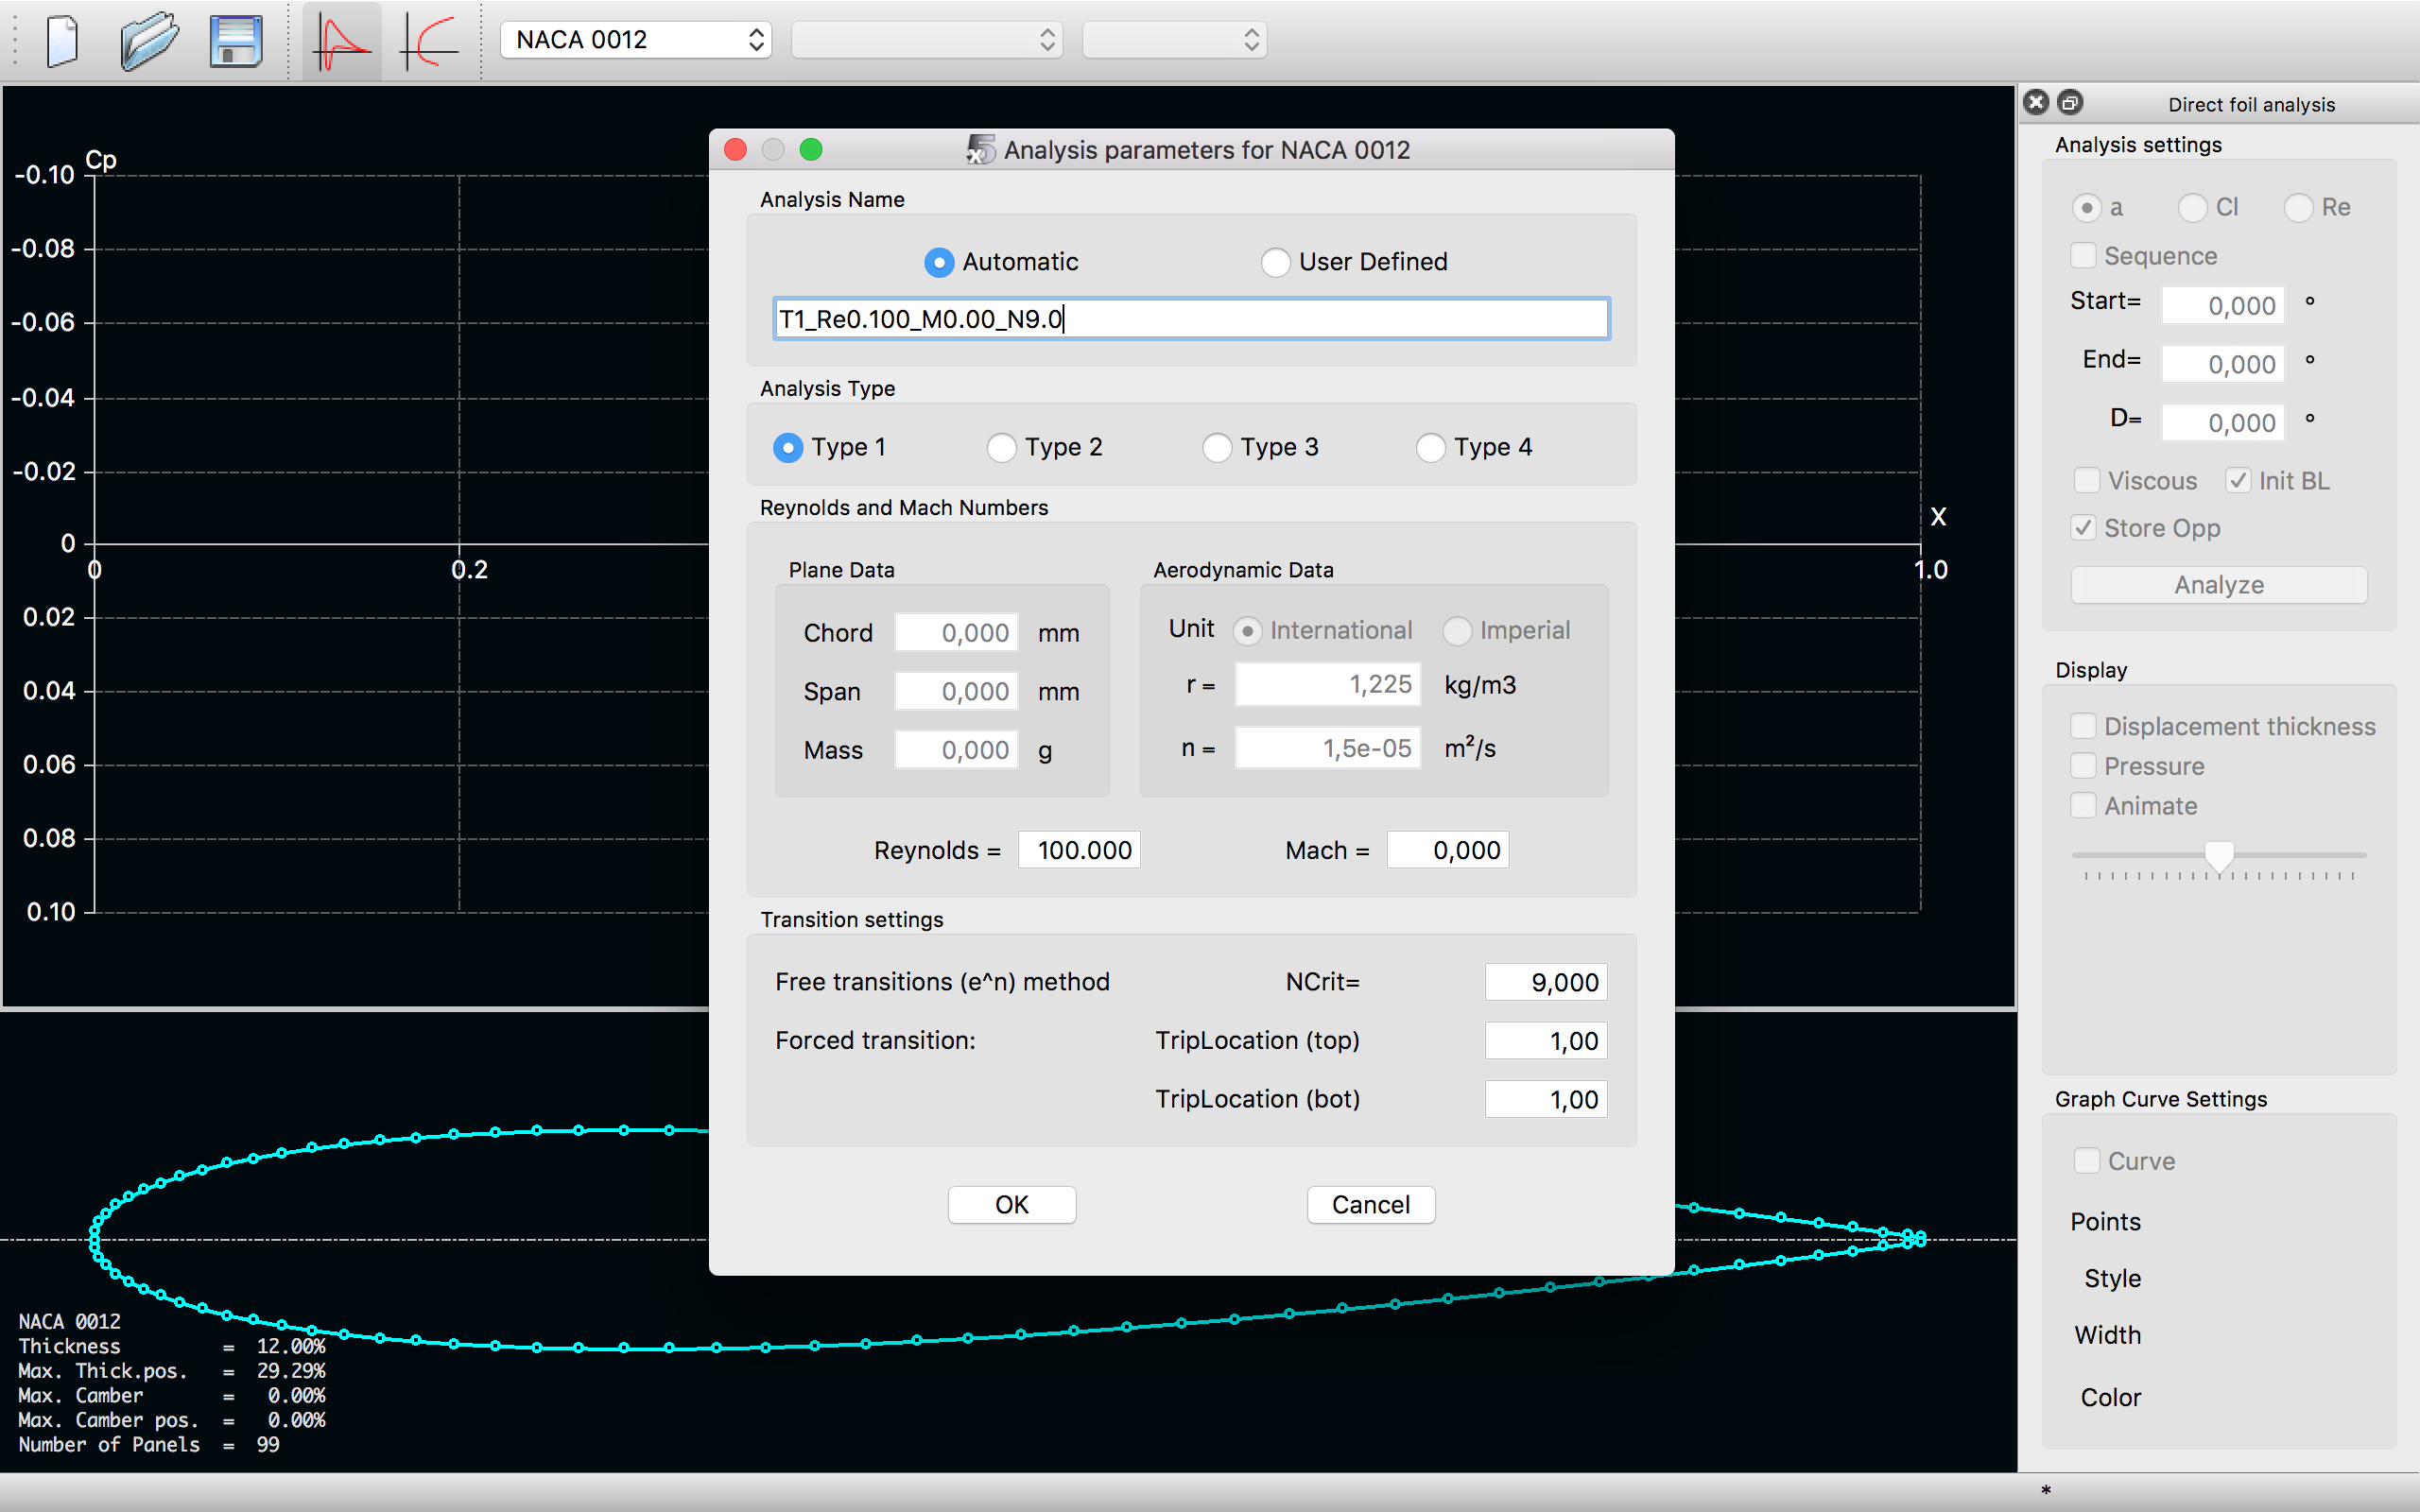 NACA 0012
Cp
-0.10
-0.08
-0.06
-0.04
-0.02
0
0.02
0.04
0.06
0.08
0.10
0
0.2
X
1.0
NACA 0012
Thickness = 12.00%
Max. Thick.pos. = 29.29%
Max. Camber = 0.00%
Max. Camber pos. = 0.00%
Number of Panels = 99
Analysis parameters for NACA 0012
Analysis Name
Automatic User Defined
T1_Re0.100_M0.00_N9.0
Analysis Type
Type 1 Type 2 Type 3 Type 4
Reynolds and Mach Numbers
Plane Data
Chord 0,000 mm
Span 0,000 mm
Mass 0,000 g
Aerodynamic Data
Unit International Imperial
r = 1,225 kg/m3
n = 1,5e-05 m²/s
Reynolds = 100.000 Mach = 0,000
Transition settings
Free transitions (e^n) method NCrit= 9,000
Forced transition: TripLocation (top) 1,00
TripLocation (bot) 1,00
OK Cancel
Direct foil analysis
Analysis settings
a Cl Re
Sequence
Start= 0,000 °
End= 0,000 °
D= 0,000 °
Viscous Init BL
Store Opp
Analyze
Display
Displacement thickness
Pressure
Animate
Graph Curve Settings
Curve
Points
Style
Width
Color
*